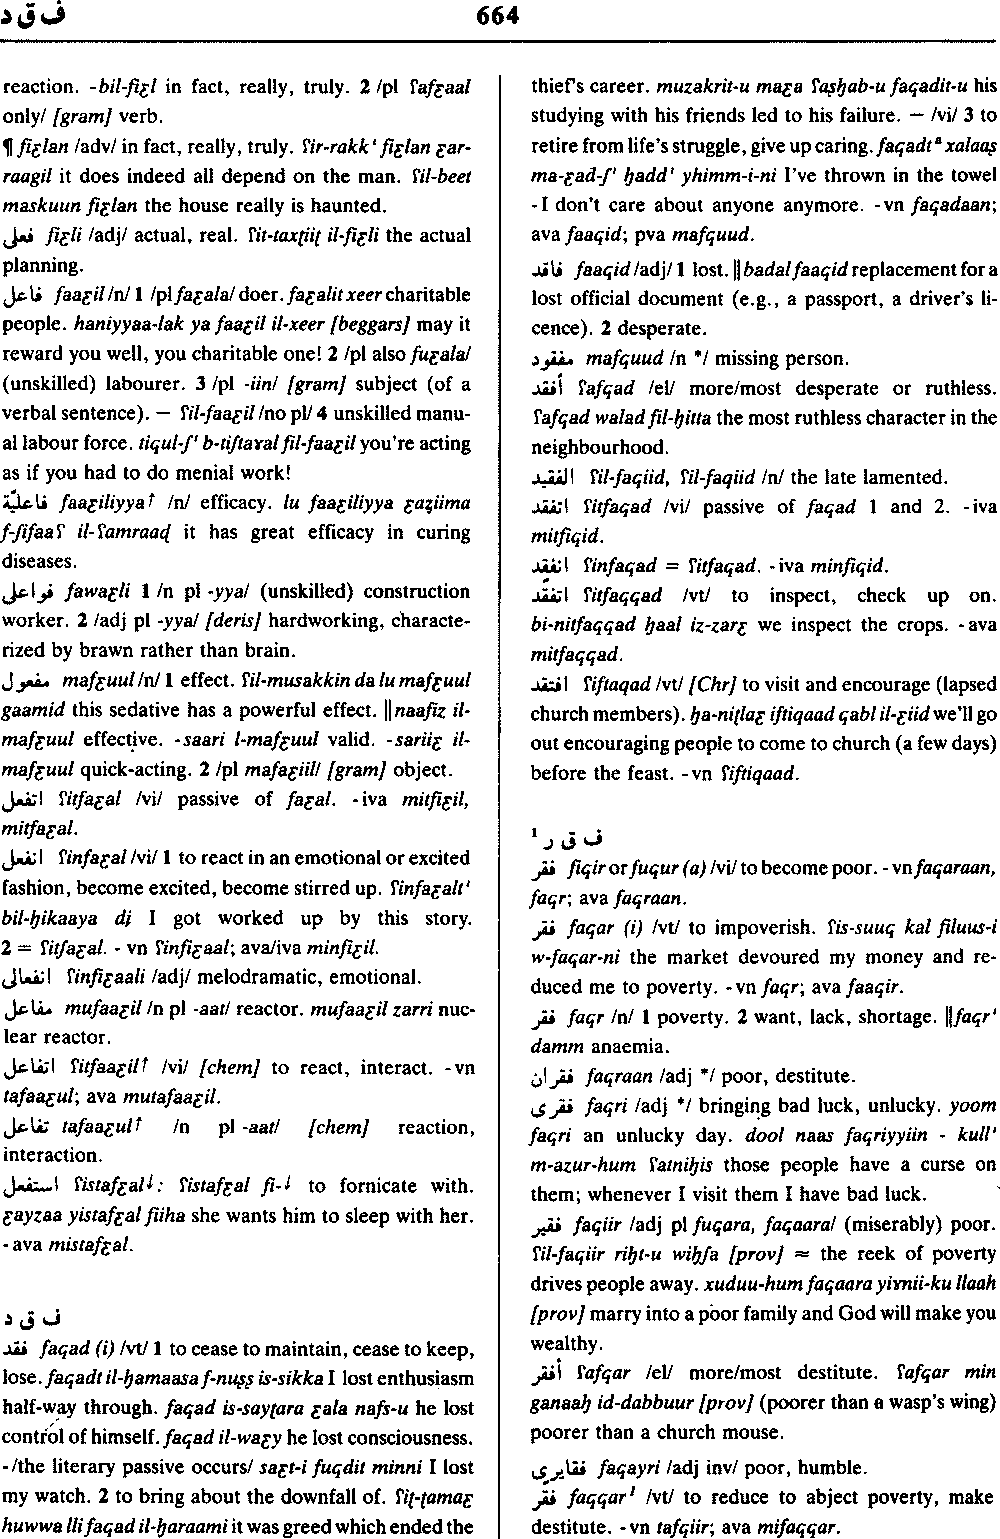 ف ق د 664
reaction. -bil-fiɛl in fact, really, truly. 2 /pl ʕafɛaal
only/ [gram] verb.
¶ fiɛlan /adv/ in fact, really, truly. ʕir-rakkˈ fiɛlan ɛar-
raagil it does indeed all depend on the man. ʕil-beet
maskuun fiɛlan the house really is haunted.
فعلي fiɛli /adj/ actual, real. ʕit-taxṭiiṭ il-fiɛli the actual
planning.
فاعل faaɛil /n/ 1 /pl faɛala/ doer. faɛalit xeer charitable
people. haniyyaa-lak ya faaɛil il-xeer [beggars] may it
reward you well, you charitable one! 2 /pl also fuɛala/
(unskilled) labourer. 3 /pl -iin/ [gram] subject (of a
verbal sentence). — ʕil-faaɛil /no pl/ 4 unskilled manu-
al labour force. tiqul-ʃˈ b-tiʃtaɣal fil-faaɛil you're acting
as if you had to do menial work!
فاعليّة faaɛiliyya↑ /n/ efficacy. lu faaɛiliyya ɛaẓiima
f-ʃifaaʕ il-ʕamraaḍ it has great efficacy in curing
diseases.
فواعلي fawaɛli 1 /n pl -yya/ (unskilled) construction
worker. 2 /adj pl -yya/ [deris] hardworking, characte-
rized by brawn rather than brain.
مفعول mafɛuul /n/ 1 effect. ʕil-musakkin da lu mafɛuul
gaamid this sedative has a powerful effect. ‖ naafiz il-
mafɛuul effective. -saari l-mafɛuul valid. -sariiɛ il-
mafɛuul quick-acting. 2 /pl mafaɛiil/ [gram] object.
اتفعل ʕitfaɛal /vi/ passive of faɛal. -iva mitfiɛil,
mitfaɛal.
انفعل ʕinfaɛal /vi/ 1 to react in an emotional or excited
fashion, become excited, become stirred up. ʕinfaɛaltˈ
bil-ḥikaaya di I got worked up by this story.
2 = ʕitfaɛal. - vn ʕinfiɛaal; ava/iva minfiɛil.
انفعالي ʕinfiɛaali /adj/ melodramatic, emotional.
مفاعل mufaaɛil /n pl -aat/ reactor. mufaaɛil zarri nuc-
lear reactor.
اتفاعل ʕitfaaɛil↑ /vi/ [chem] to react, interact. -vn
tafaaɛul; ava mutafaaɛil.
تفاعل tafaaɛul↑ /n pl -aat/ [chem] reaction,
interaction.
استفعل ʕistafɛal↓: ʕistafɛal fi-↓ to fornicate with.
ɛayzaa yistafɛal fiiha she wants him to sleep with her.
-ava mistafɛal.
ف ق د
فقد faqad (i) /vt/ 1 to cease to maintain, cease to keep,
lose. faqadt il-ḥamaasa f-nuṣṣ is-sikka I lost enthusiasm
half-way through. faqad is-sayṭara ɛala nafs-u he lost
control of himself. faqad il-waɛy he lost consciousness.
-/the literary passive occurs/ saɛt-i fuqdit minni I lost
my watch. 2 to bring about the downfall of. ʕiṭ-ṭamaɛ
huwwa lli faqad il-ḥaraami it was greed which ended the
thief's career. muzakrit-u maɛa ʕaṣḥab-u faqadit-u his
studying with his friends led to his failure. — /vi/ 3 to
retire from life's struggle, give up caring. faqadtᵃ xalaaṣ
ma-ɛad-ʃˈ ḥaddˈ yhimm-i-ni I've thrown in the towel
-I don't care about anyone anymore. -vn faqadaan;
ava faaqid; pva mafquud.
فاقد faaqid /adj/ 1 lost. ‖ badal faaqid replacement for a
lost official document (e.g., a passport, a driver's li-
cence). 2 desperate.
مفقود mafquud /n */ missing person.
أفقد ʕafqad /el/ more/most desperate or ruthless.
ʕafqad walad fil-ḥitta the most ruthless character in the
neighbourhood.
الفقيد ʕil-faqiid, ʕil-faqiid /n/ the late lamented.
اتفقد ʕitfaqad /vi/ passive of faqad 1 and 2. -iva
mitfiqid.
انفقد ʕinfaqad = ʕitfaqad. -iva minfiqid.
اتفقّد ʕitfaqqad /vt/ to inspect, check up on.
bi-nitfaqqad ḥaal iz-zarɛ we inspect the crops. -ava
mitfaqqad.
افتقد ʕiftaqad /vt/ [Chr] to visit and encourage (lapsed
church members). ḥa-niṭlaɛ iftiqaad qabl il-ɛiid we'll go
out encouraging people to come to church (a few days)
before the feast. -vn ʕiftiqaad.
ف ق ر ¹
فقر fiqir or fuqur (a) /vi/ to become poor. -vn faqaraan,
faqr; ava faqraan.
فقر faqar (i) /vt/ to impoverish. ʕis-suuq kal filuus-i
w-faqar-ni the market devoured my money and re-
duced me to poverty. -vn faqr; ava faaqir.
فقر faqr /n/ 1 poverty. 2 want, lack, shortage. ‖ faqrˈ
damm anaemia.
فقران faqraan /adj */ poor, destitute.
فقري faqri /adj */ bringing bad luck, unlucky. yoom
faqri an unlucky day. dool naas faqriyyiin - kullˈ
m-azur-hum ʕatniḥis those people have a curse on
them; whenever I visit them I have bad luck.
فقير faqiir /adj pl fuqara, faqaara/ (miserably) poor.
ʕil-faqiir riḥt-u wiḥʃa [prov] ≈ the reek of poverty
drives people away. xuduu-hum faqaara yimii-ku llaah
[prov] marry into a poor family and God will make you
wealthy.
أفقر ʕafqar /el/ more/most destitute. ʕafqar min
ganaaḥ id-dabbuur [prov] (poorer than a wasp's wing)
poorer than a church mouse.
فقايري faqayri /adj inv/ poor, humble.
فقّر faqqar¹ /vt/ to reduce to abject poverty, make
destitute. -vn tafqiir; ava mifaqqar.